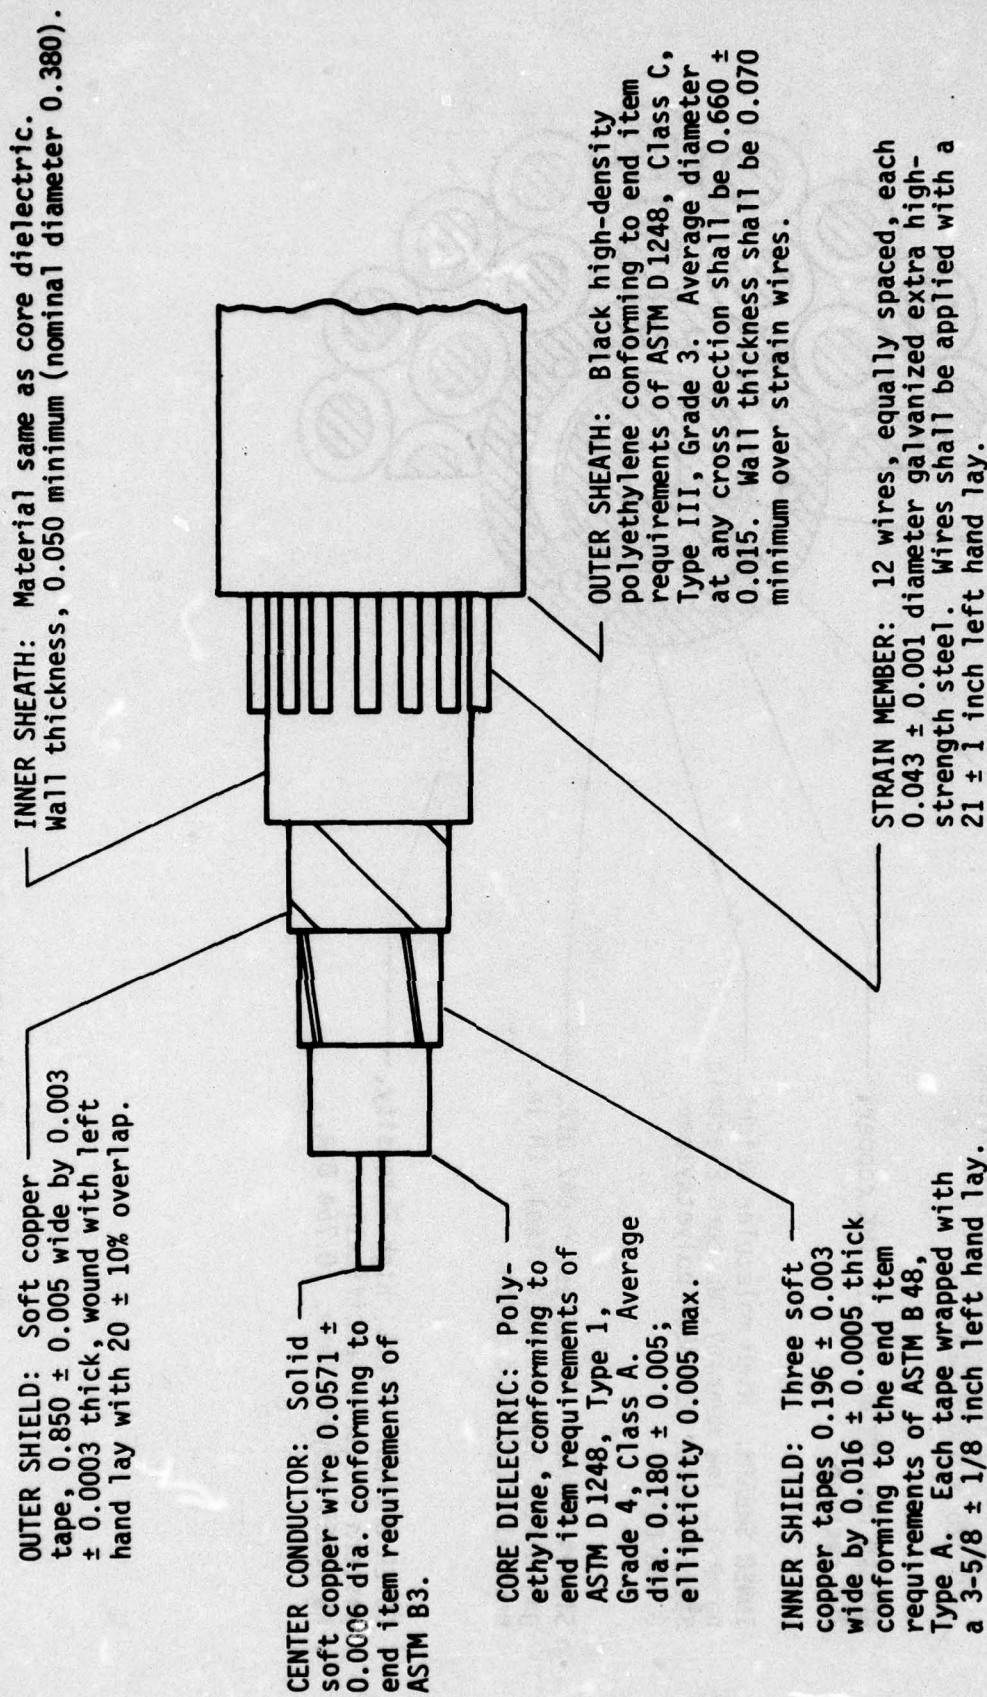 OUTER SHIELD: Soft copper
tape, 0.850 ± 0.005 wide by 0.003
± 0.0003 thick, wound with left
hand lay with 20 ± 10% overlap.
INNER SHEATH: Material same as core dielectric.
Wall thickness, 0.050 minimum (nominal diameter 0.380).
CENTER CONDUCTOR: Solid
soft copper wire 0.0571 ±
0.0006 dia. conforming to
end item requirements of
ASTM B3.
CORE DIELECTRIC: Poly-
ethylene, conforming to
end item requirements of
ASTM D 1248, Type 1,
Grade 4, Class A. Average
dia. 0.180 ± 0.005;
ellipticity 0.005 max.
OUTER SHEATH: Black high-density
polyethylene conforming to end item
requirements of ASTM D 1248, Class C,
Type III, Grade 3. Average diameter
at any cross section shall be 0.660 ±
0.015. Wall thickness shall be 0.070
minimum over strain wires.
INNER SHIELD: Three soft
copper tapes 0.196 ± 0.003
wide by 0.016 ± 0.0005 thick
conforming to the end item
requirements of ASTM B 48,
Type A. Each tape wrapped with
a 3-5/8 ± 1/8 inch left hand lay.
STRAIN MEMBER: 12 wires, equally spaced, each
0.043 ± 0.001 diameter galvanized extra high-
strength steel. Wires shall be applied with a
21 ± 1 inch left hand lay.